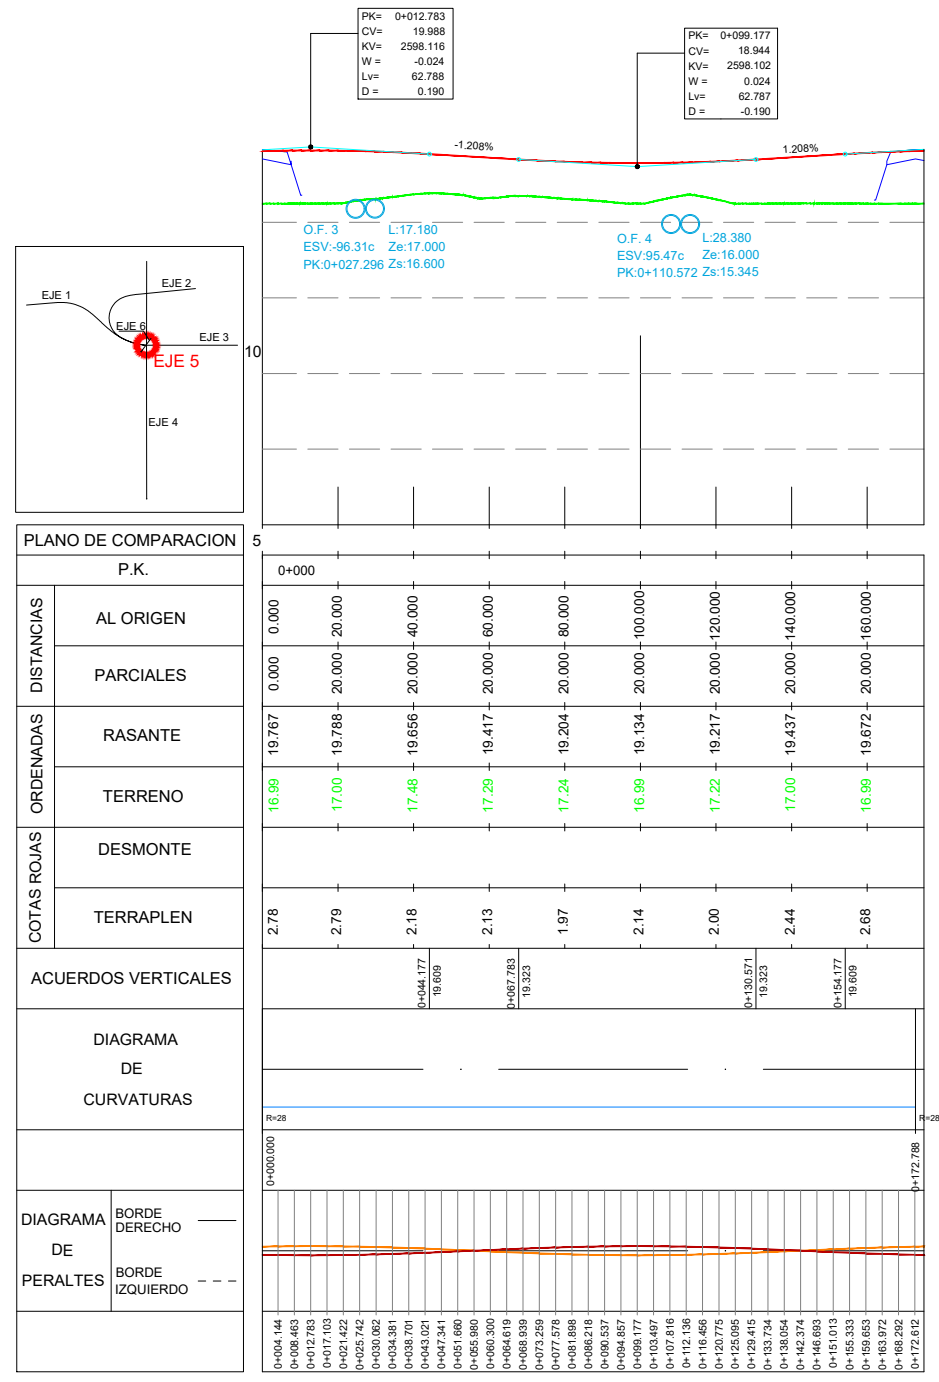 PK= 0+012.783
CV= 19.988
KV= 2598.116
W = -0.024
Lv= 62.788
D = 0.190
PK= 0+099.177
CV= 18.944
KV= 2598.102
W = 0.024
Lv= 62.787
D = -0.190
-1.208%
1.208%
O.F. 3 L:17.180
ESV:-96.31c Ze:17.000
PK:0+027.296 Zs:16.600
O.F. 4 L:28.380
ESV:95.47c Ze:16.000
PK:0+110.572 Zs:15.345
EJE 1
EJE 2
EJE 6
EJE 3
EJE 5
EJE 4
10
PLANO DE COMPARACION 5
P.K. 0+000
DISTANCIAS
AL ORIGEN 0.000 20.000 40.000 60.000 80.000 100.000 120.000 140.000 160.000
PARCIALES 0.000 20.000 20.000 20.000 20.000 20.000 20.000 20.000 20.000
ORDENADAS
RASANTE 19.767 19.788 19.656 19.417 19.204 19.134 19.217 19.437 19.672
TERRENO 16.99 17.00 17.48 17.29 17.24 16.99 17.22 17.00 16.99
COTAS ROJAS
DESMONTE
TERRAPLEN 2.78 2.79 2.18 2.13 1.97 2.14 2.00 2.44 2.68
ACUERDOS VERTICALES
0+044.177
19.609
0+067.783
19.323
0+130.571
19.323
0+154.177
19.609
DIAGRAMA
DE
CURVATURAS
R=28
R=28
0+000.000
0+172.788
DIAGRAMA
DE
PERALTES
BORDE
DERECHO
BORDE
IZQUIERDO
0+004.144
0+008.463
0+012.783
0+017.103
0+021.422
0+025.742
0+030.062
0+034.381
0+038.701
0+043.021
0+047.341
0+051.660
0+055.980
0+060.300
0+064.619
0+068.939
0+073.259
0+077.578
0+081.898
0+086.218
0+090.537
0+094.857
0+099.177
0+103.497
0+107.816
0+112.136
0+116.456
0+120.775
0+125.095
0+129.415
0+133.734
0+138.054
0+142.374
0+146.693
0+151.013
0+155.333
0+159.653
0+163.972
0+168.292
0+172.612